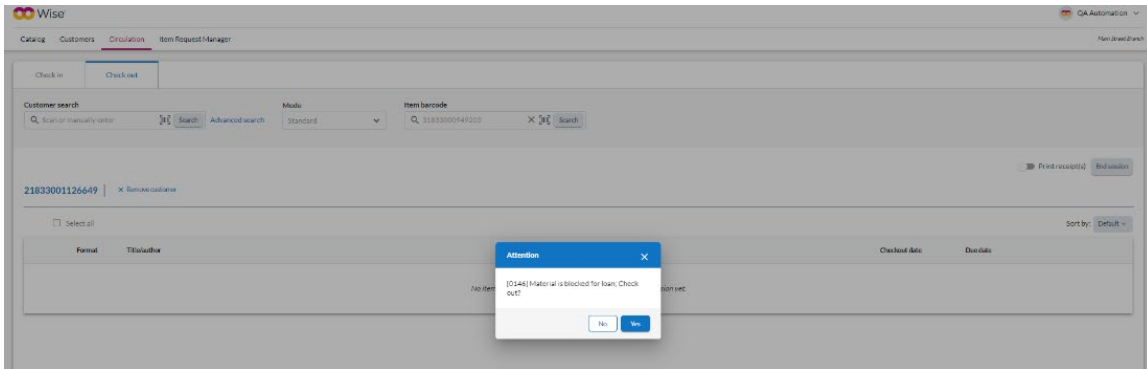 Wise
QA Automation
Catalog Customers Circulation Item Request Manager
Main Street Branch
Check in Check out
Customer search Mode Item barcode
Scan or manually enter Search Advanced search Standard Search
Print receipt(s) End session
21833001126649 Remove customer
Select all Sort by: Default
Format Title/author Checkout date Due date
Attention
No item
[0146] Material is blocked for loan; Check
out?
No Yes